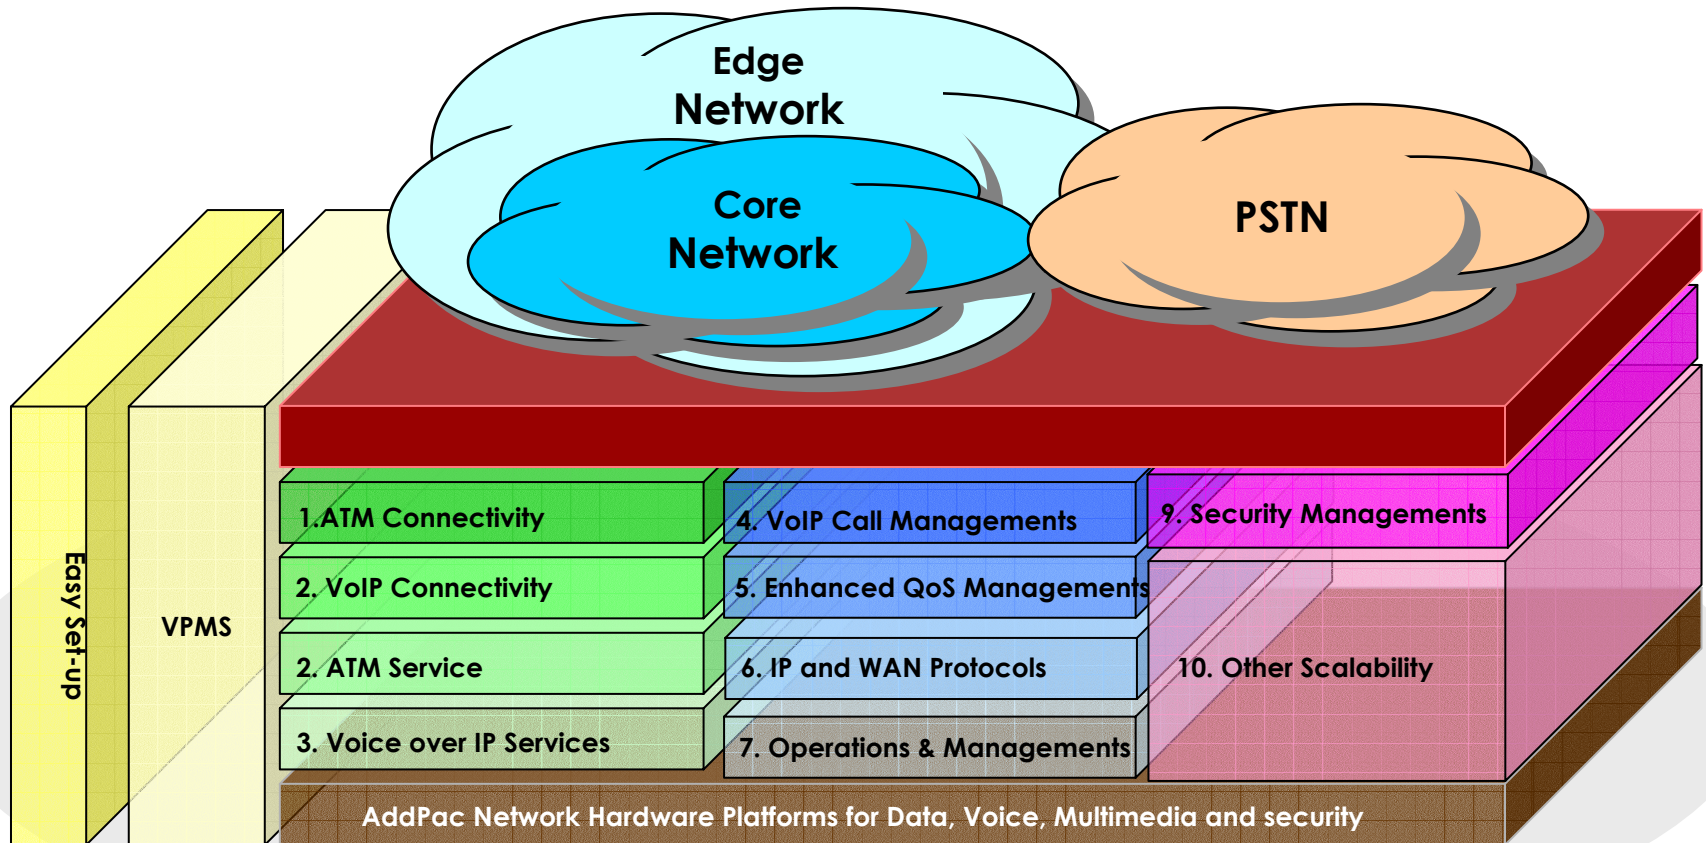 Edge
Network
Core
Network
PSTN
Easy Set-up
VPMS
1.ATM Connectivity
2. VoIP Connectivity
2. ATM Service
3. Voice over IP Services
4. VoIP Call Managements
5. Enhanced QoS Managements
6. IP and WAN Protocols
7. Operations & Managements
9. Security Managements
10. Other Scalability
AddPac Network Hardware Platforms for Data, Voice, Multimedia and security